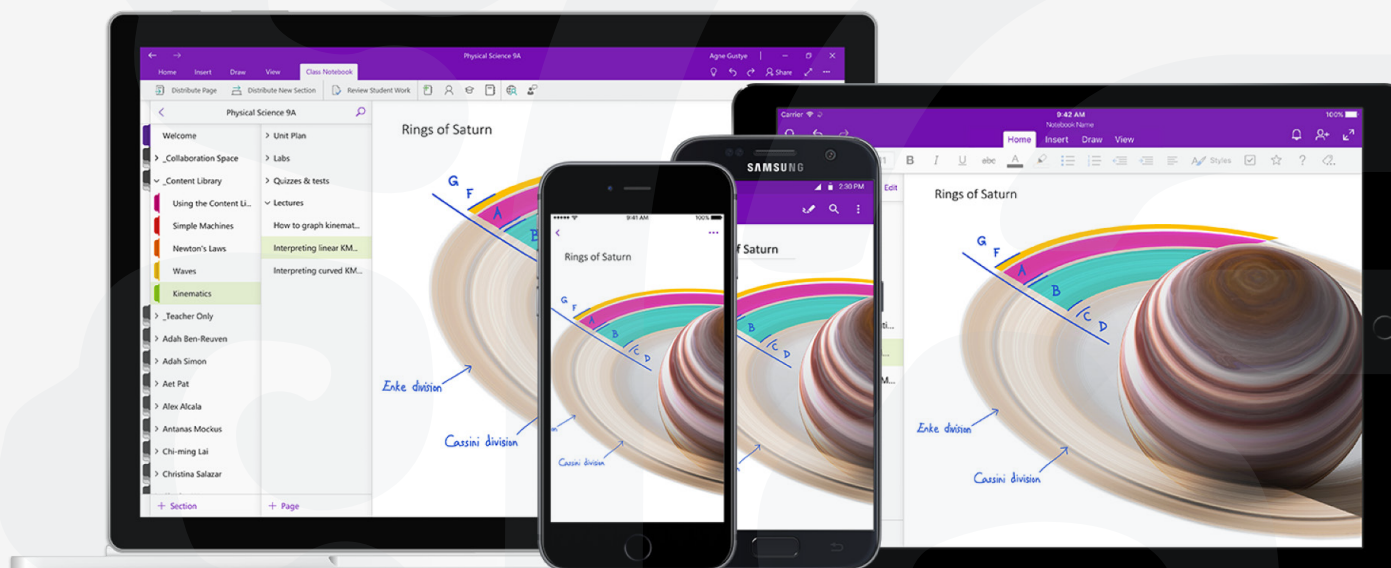 Physical Science 9A
Agne Gustye
Home Insert Draw View Class Notebook
Share
Distribute Page Distribute New Section Review Student Work
Physical Science 9A
Welcome
_Collaboration Space
_Content Library
Using the Content Li...
Simple Machines
Newton's Laws
Waves
Kinematics
_Teacher Only
Adah Ben-Reuven
Adah Simon
Aet Pat
Alex Alcala
Antanas Mockus
Chi-ming Lai
Christina Salazar
+ Section
Unit Plan
Labs
Quizzes & tests
Lectures
How to graph kinemat...
Interpreting linear KM...
Interpreting curved KM...
+ Page
Rings of Saturn
G
F
A
B
Enke division
Cassini division
9:41 AM
100%
Rings of Saturn
G
F
A
B
C
D
Cassini division
SAMSUNG
2:30 PM
f Saturn
B
C
D
Carrier
9:42 AM
100%
Notebook Name
Home Insert Draw View
B I U abc A Styles
Edit
Rings of Saturn
G
F
A
B
C
D
Enke division
Cassini division